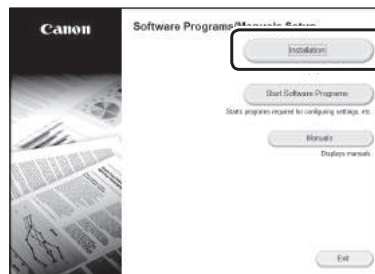 Canon
Software Programs/Manuals Setup
Installation
Start Software Programs
Starts programs required for configuring settings, etc.
Manuals
Displays manuals.
Exit